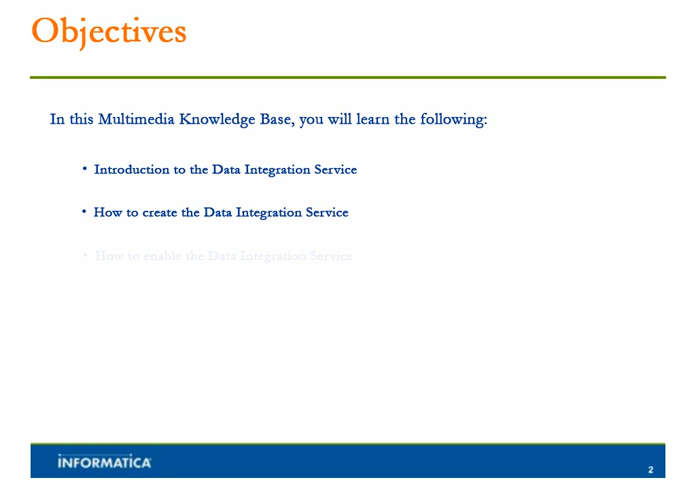 Objectives
In this Multimedia Knowledge Base, you will learn the following:
• Introduction to the Data Integration Service
• How to create the Data Integration Service
• How to enable the Data Integration Service
INFORMATICA
2